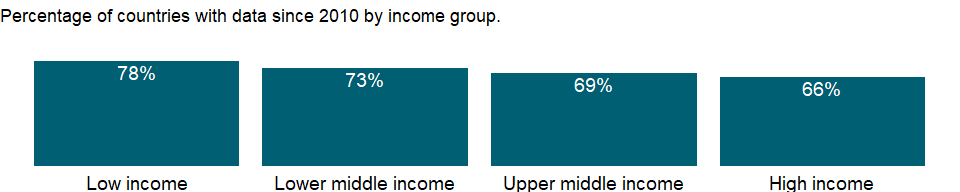 Percentage of countries with data since 2010 by income group.
78%
73%
69%
66%
Low income
Lower middle income
Upper middle income
High income